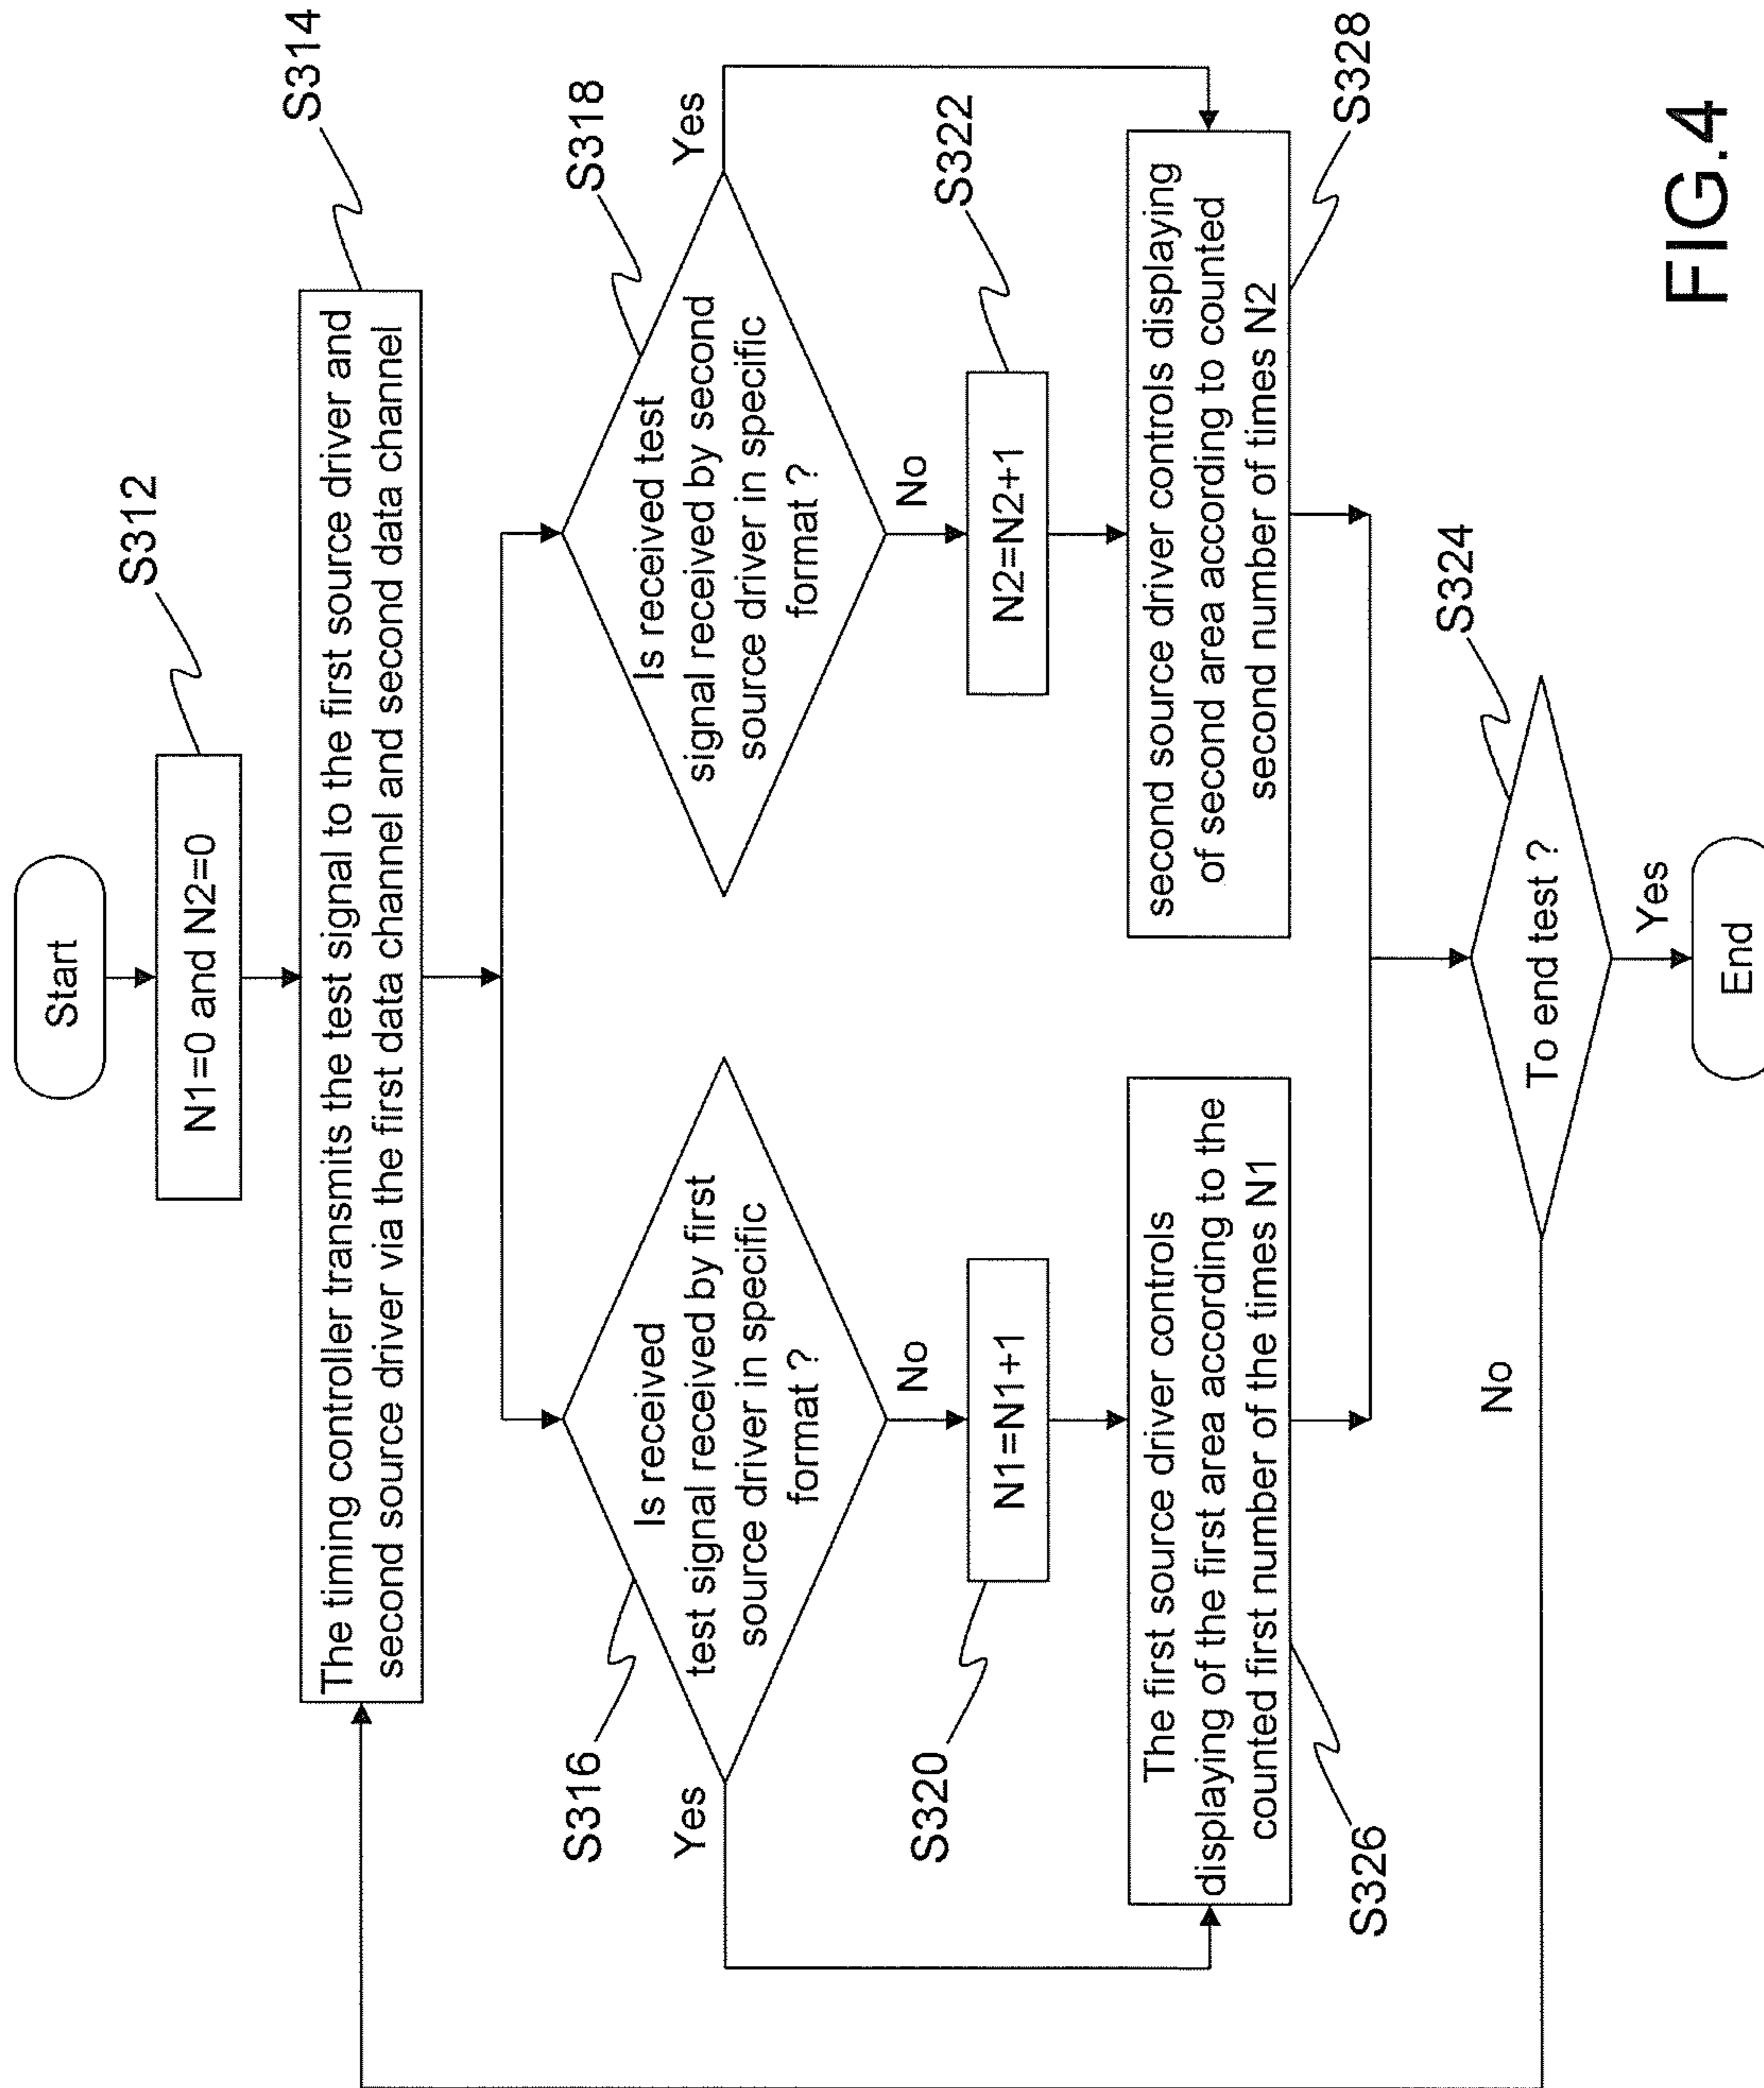 Start
N1=0 and N2=0
S312
The timing controller transmits the test signal to the first source driver and
second source driver via the first data channel and second data channel
S314
Is received
test signal received by first
source driver in specific
format ?
S316
Yes
No
Is received test
signal received by second
source driver in specific
format ?
S318
Yes
No
N1=N1+1
S320
N2=N2+1
S322
The first source driver controls
displaying of the first area according to the
counted first number of the times N1
S326
second source driver controls displaying
of second area according to counted
second number of times N2
S328
To end test ?
S324
No
Yes
End
FIG.4